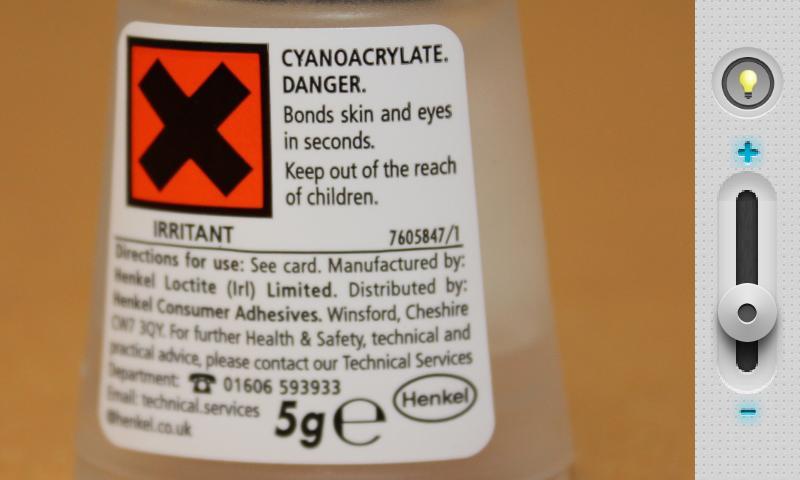 CYANOACRYLATE.
DANGER.
Bonds skin and eyes
in seconds.
Keep out of the reach
of children.
IRRITANT
7605847/1
Directions for use: See card. Manufactured by:
Henkel Loctite (Irl) Limited. Distributed by:
Henkel Consumer Adhesives. Winsford, Cheshire
CW7 3QY. For further Health & Safety, technical and
practical advice, please contact our Technical Services
Department: ☎ 01606 593933
Email: technical.services
@henkel.co.uk
5g ℮
Henkel